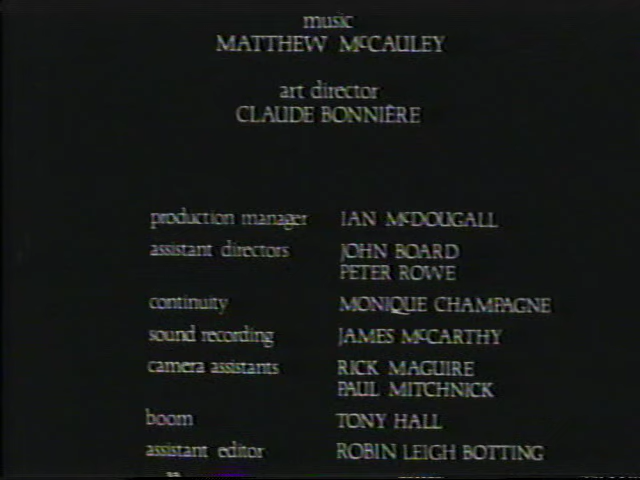 music
MATTHEW McCAULEY
art director
CLAUDE BONNIÈRE
production manager IAN McDOUGALL
assistant directors JOHN BOARD
PETER ROWE
continuity MONIQUE CHAMPAGNE
sound recording JAMES McCARTHY
camera assistants RICK MAGUIRE
PAUL MITCHNICK
boom TONY HALL
assistant editor ROBIN LEIGH BOTTING